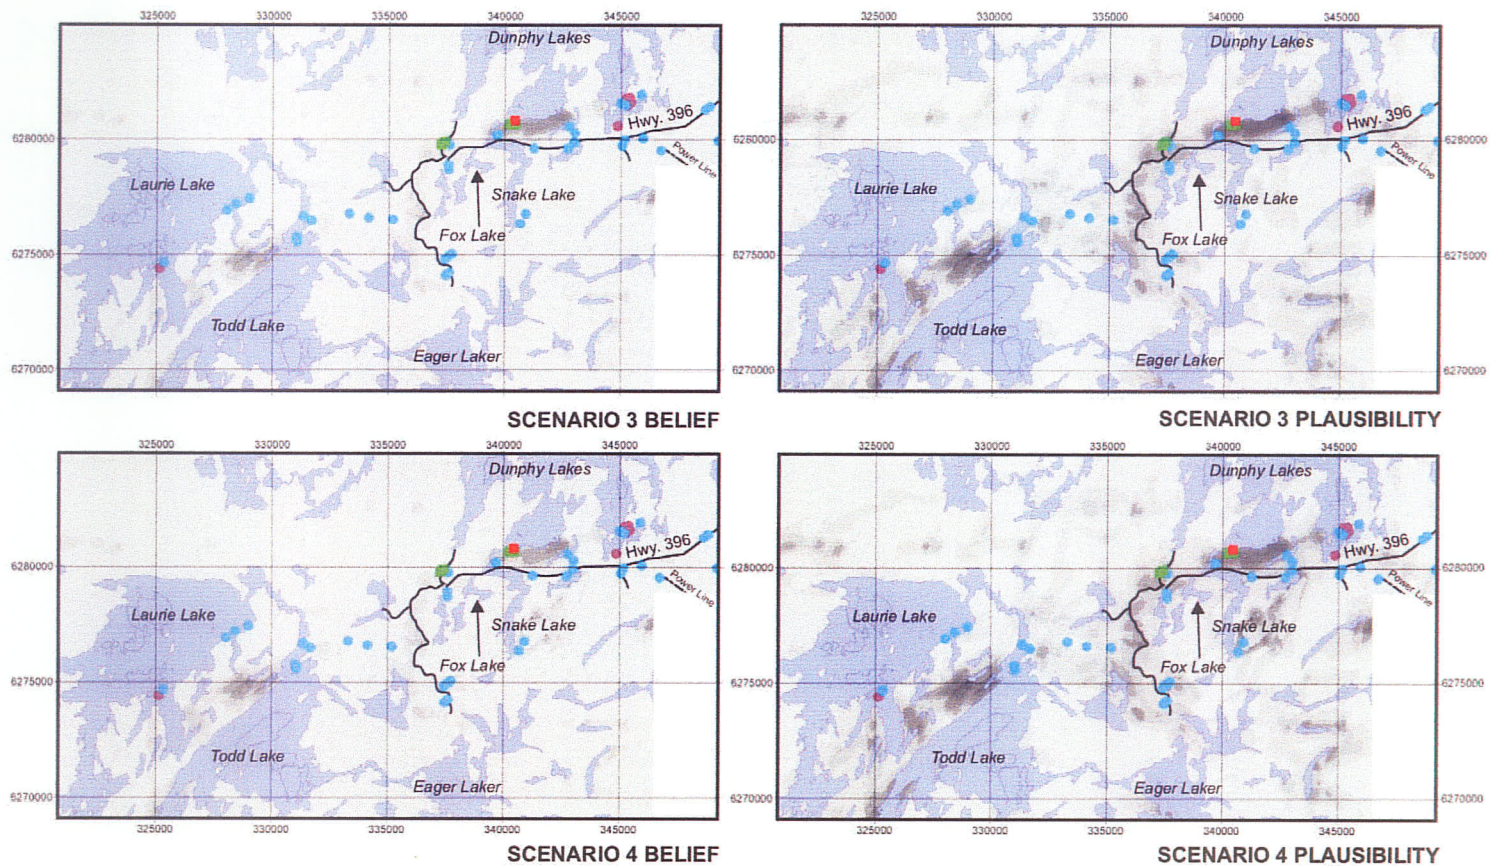 325000 330000 335000 340000 345000
Dunphy Lakes
Hwy. 396
6280000
Power Line
Laurie Lake
Snake Lake
Fox Lake
6275000
Todd Lake
Eager Laker
6270000
SCENARIO 3 BELIEF
325000 330000 335000 340000 345000
Dunphy Lakes
Hwy. 396
6280000 6280000
Power Line
Laurie Lake
Snake Lake
Fox Lake
6275000 6275000
Todd Lake
Eager Laker
6270000 6270000
SCENARIO 3 PLAUSIBILITY
325000 330000 335000 340000 345000
Dunphy Lakes
Hwy. 396
6280000
Power Line
Laurie Lake
Snake Lake
Fox Lake
6275000
Todd Lake
Eager Laker
6270000
325000 330000 335000 340000 345000
SCENARIO 4 BELIEF
Dunphy Lakes
Hwy. 396
6280000
Power Line
Laurie Lake
Snake Lake
Fox Lake
6275000
Todd Lake
Eager Laker
6270000
325000 330000 335000 340000 345000
SCENARIO 4 PLAUSIBILITY